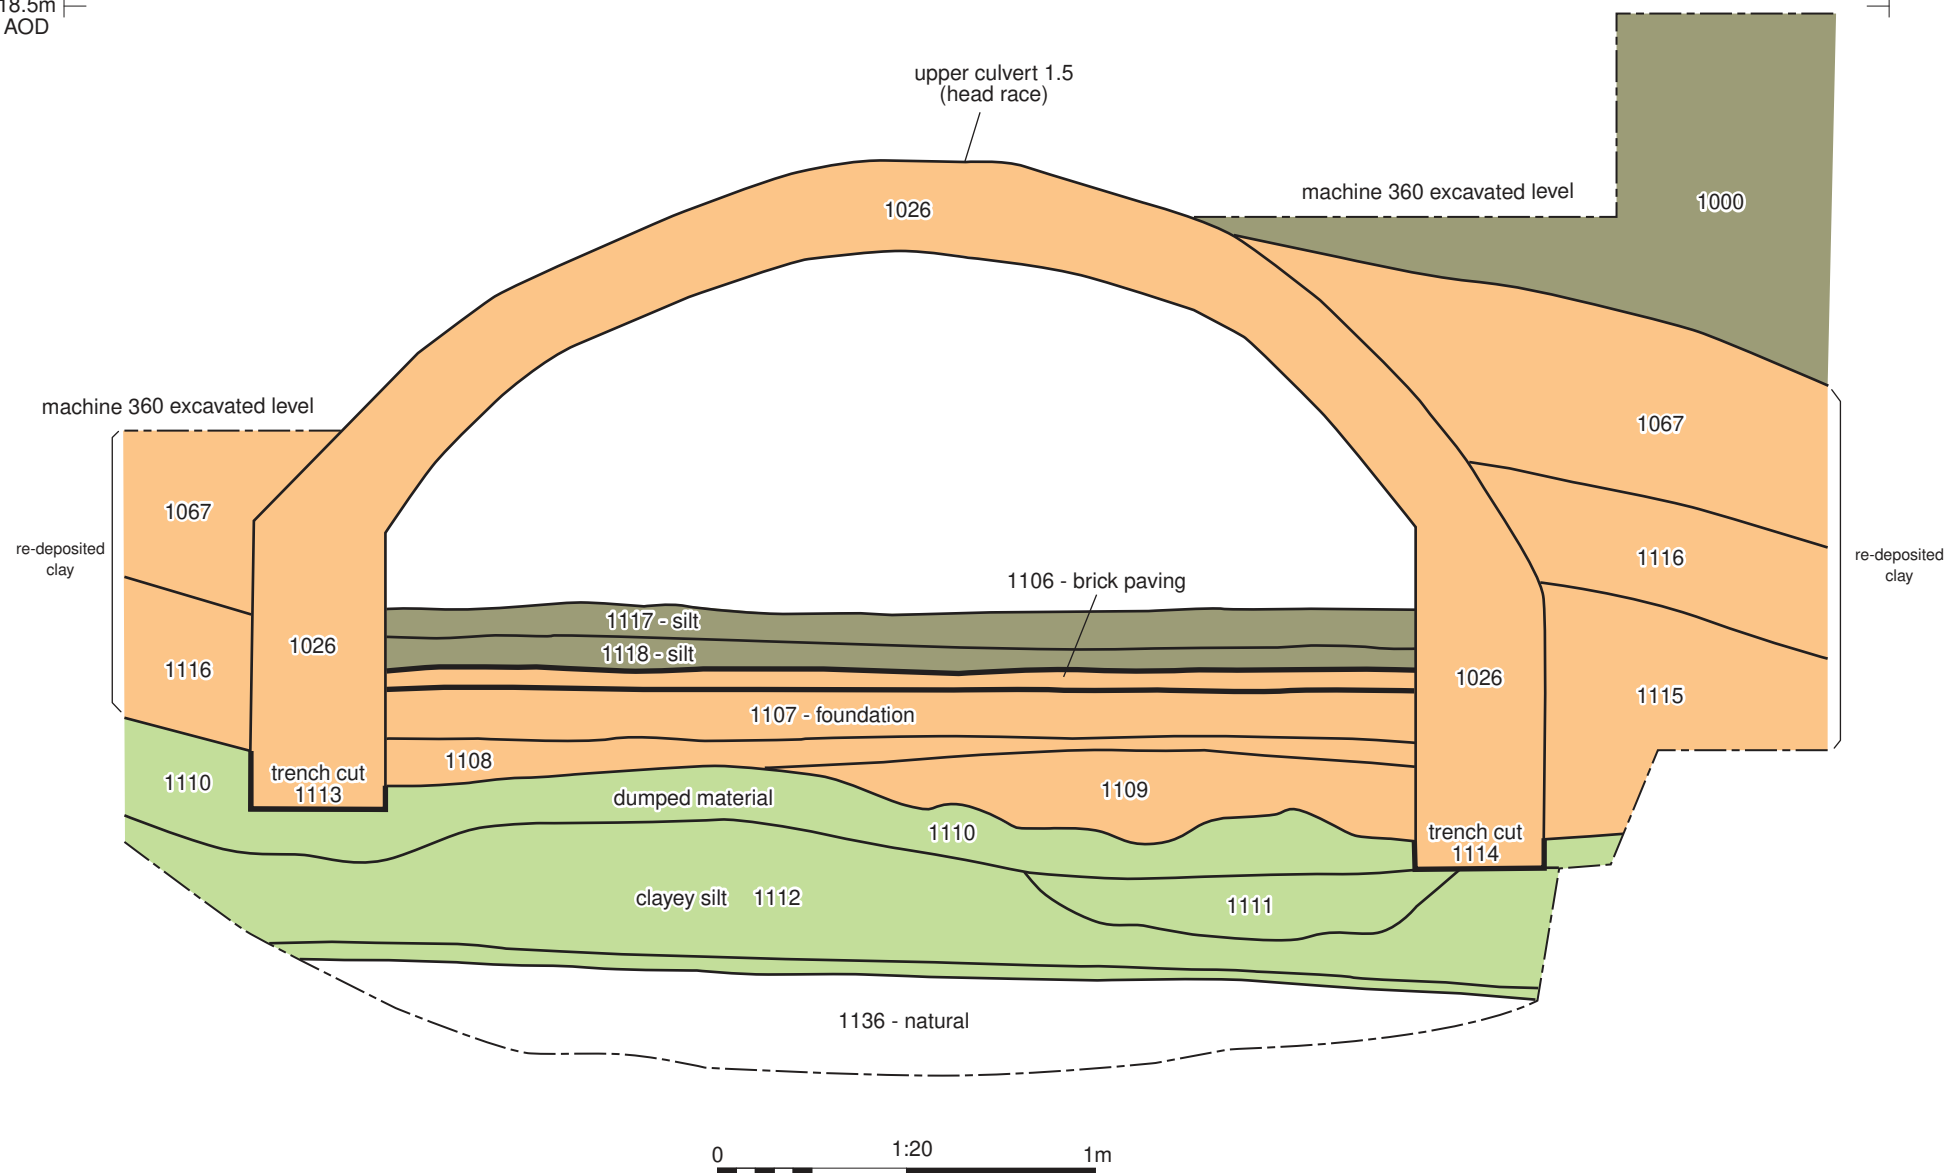 18.5m
AOD
upper culvert 1.5
(head race)
machine 360 excavated level
1000
1026
machine 360 excavated level
1067
1067
re-deposited
clay
1116
re-deposited
clay
1106 - brick paving
1117 - silt
1026
1118 - silt
1116
1026
1115
1107 - foundation
1108
trench cut
1113
1110
dumped material
1109
1110
trench cut
1114
clayey silt 1112
1111
1136 - natural
0 1:20 1m